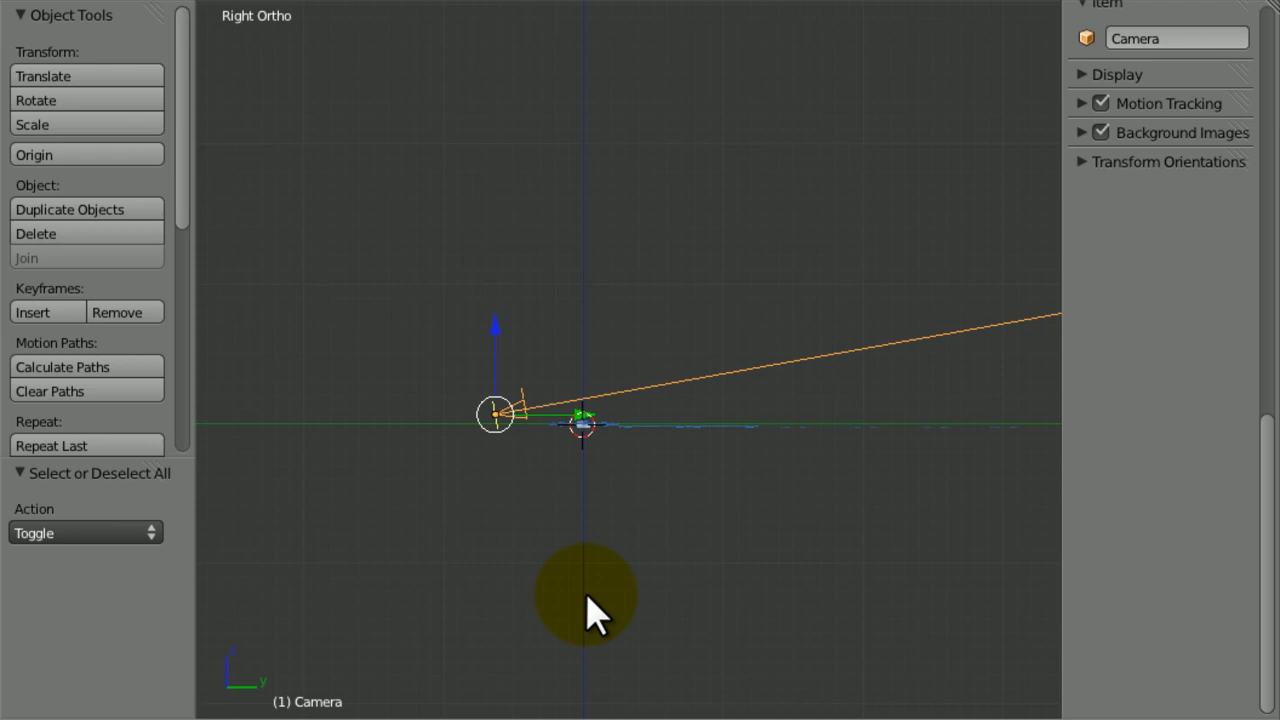 Object Tools
Transform:
Translate
Rotate
Scale
Origin
Object:
Duplicate Objects
Delete
Join
Keyframes:
Insert Remove
Motion Paths:
Calculate Paths
Clear Paths
Repeat:
Repeat Last
Select or Deselect All
Action
Toggle
Right Ortho
z
y
(1) Camera
Item
Camera
Display
Motion Tracking
Background Images
Transform Orientations